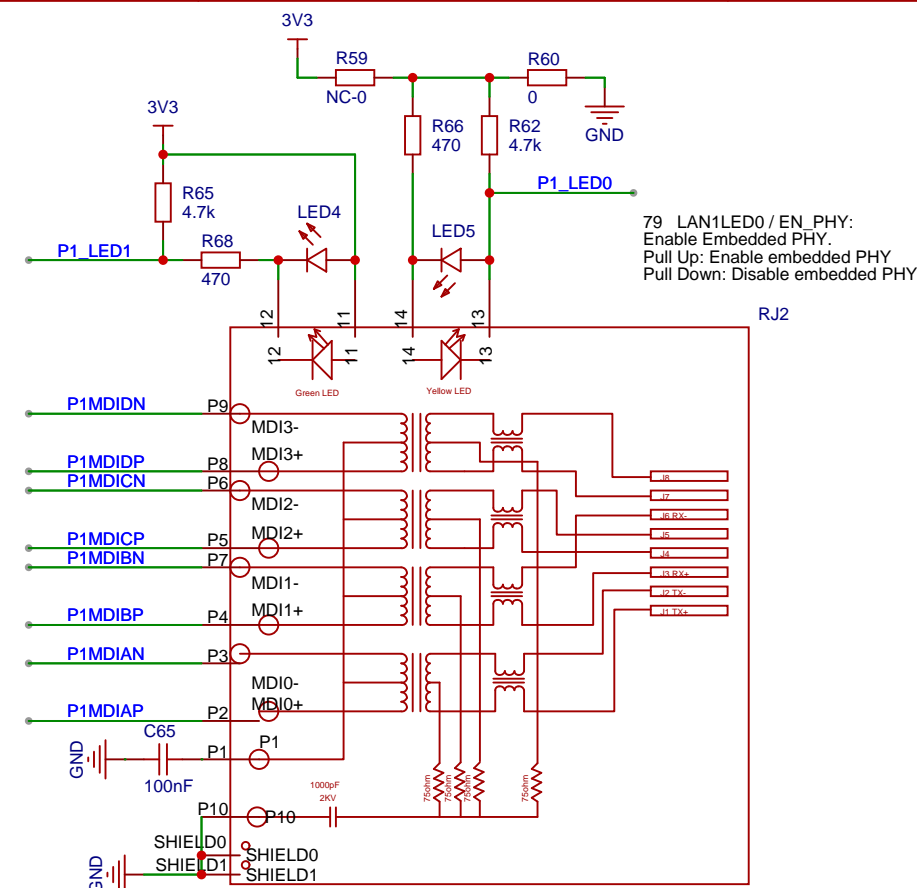 3V3
R59
NC-0
R60
0
GND
3V3
R66
470
R62
4.7k
R65
4.7k
P1_LED0
LED4
LED5
79 LAN1LED0 / EN_PHY:
Enable Embedded PHY.
Pull Up: Enable embedded PHY
Pull Down: Disable embedded PHY
P1_LED1
R68
470
RJ2
12
11
14
13
12
11
14
13
Green LED
Yellow LED
P1MDIDN
P9
MDI3-
P1MDIDP
P8
MDI3+
P1MDICN
P6
MDI2-
P1MDICP
P5
MDI2+
P1MDIBN
P7
MDI1-
P1MDIBP
P4
MDI1+
P1MDIAN
P3
MDI0-
P1MDIAP
P2
MDI0+
J8
J7
J6 RX-
J5
J4
J3 RX+
J2 TX-
J1 TX+
C65
100nF
GND
P1
P1
1000pF
2KV
75ohm
75ohm
75ohm
75ohm
P10
P10
SHIELD0
SHIELD0
SHIELD1
SHIELD1
GND